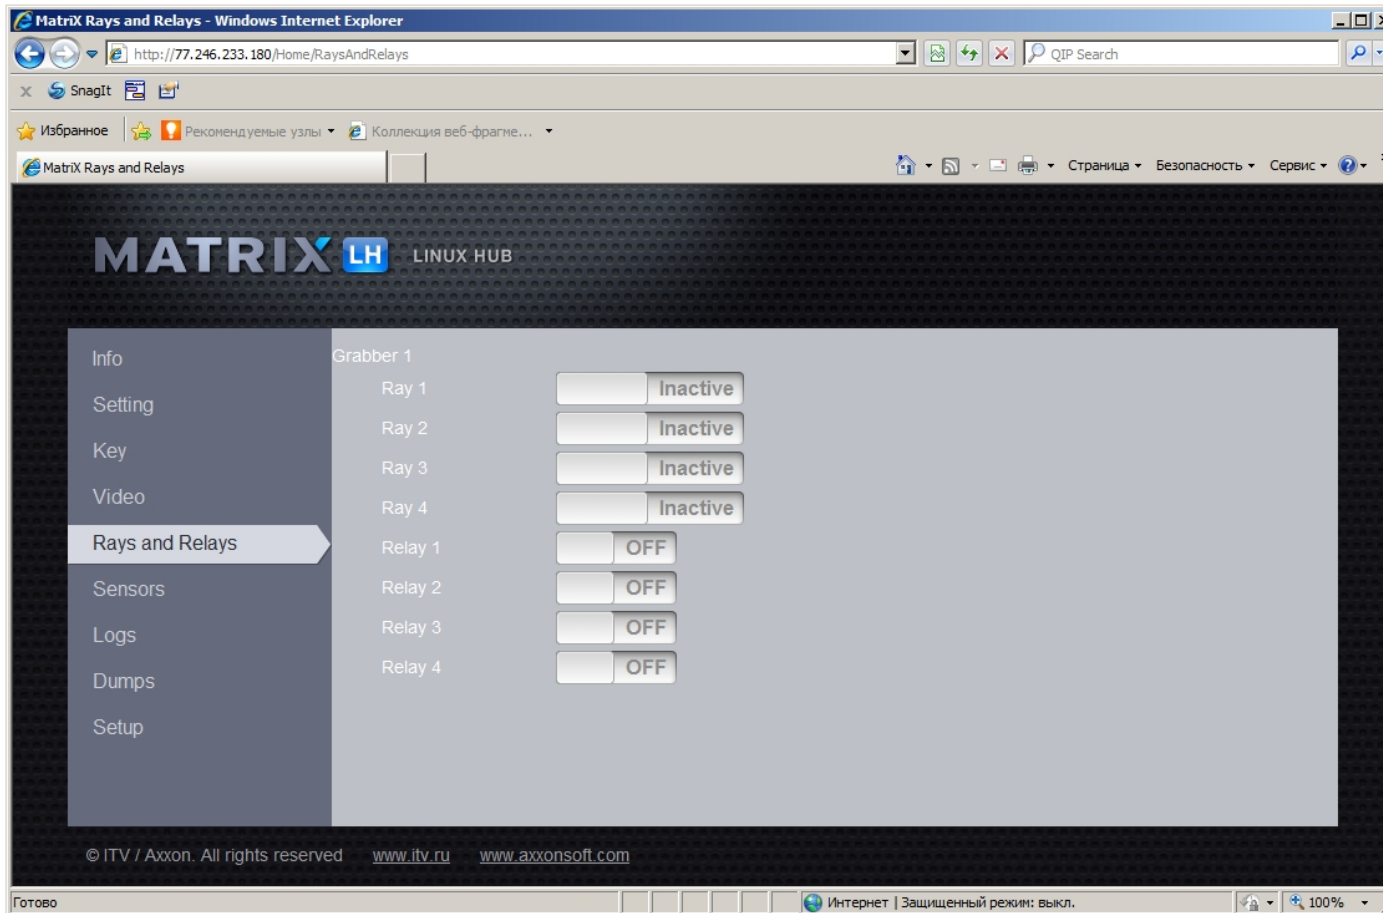 MatriX Rays and Relays - Windows Internet Explorer
http://77.246.233.180/Home/RaysAndRelays
QIP Search
x SnagIt
Избранное Рекомендуемые узлы Коллекция веб-фрагме...
MatriX Rays and Relays Страница Безопасность Сервис
MATRIX LH LINUX HUB
Info
Setting
Key
Video
Rays and Relays
Sensors
Logs
Dumps
Setup
Grabber 1
Ray 1 Inactive
Ray 2 Inactive
Ray 3 Inactive
Ray 4 Inactive
Relay 1 OFF
Relay 2 OFF
Relay 3 OFF
Relay 4 OFF
© ITV / Axxon. All rights reserved www.itv.ru www.axxonsoft.com
Готово Интернет | Защищенный режим: выкл. 100%